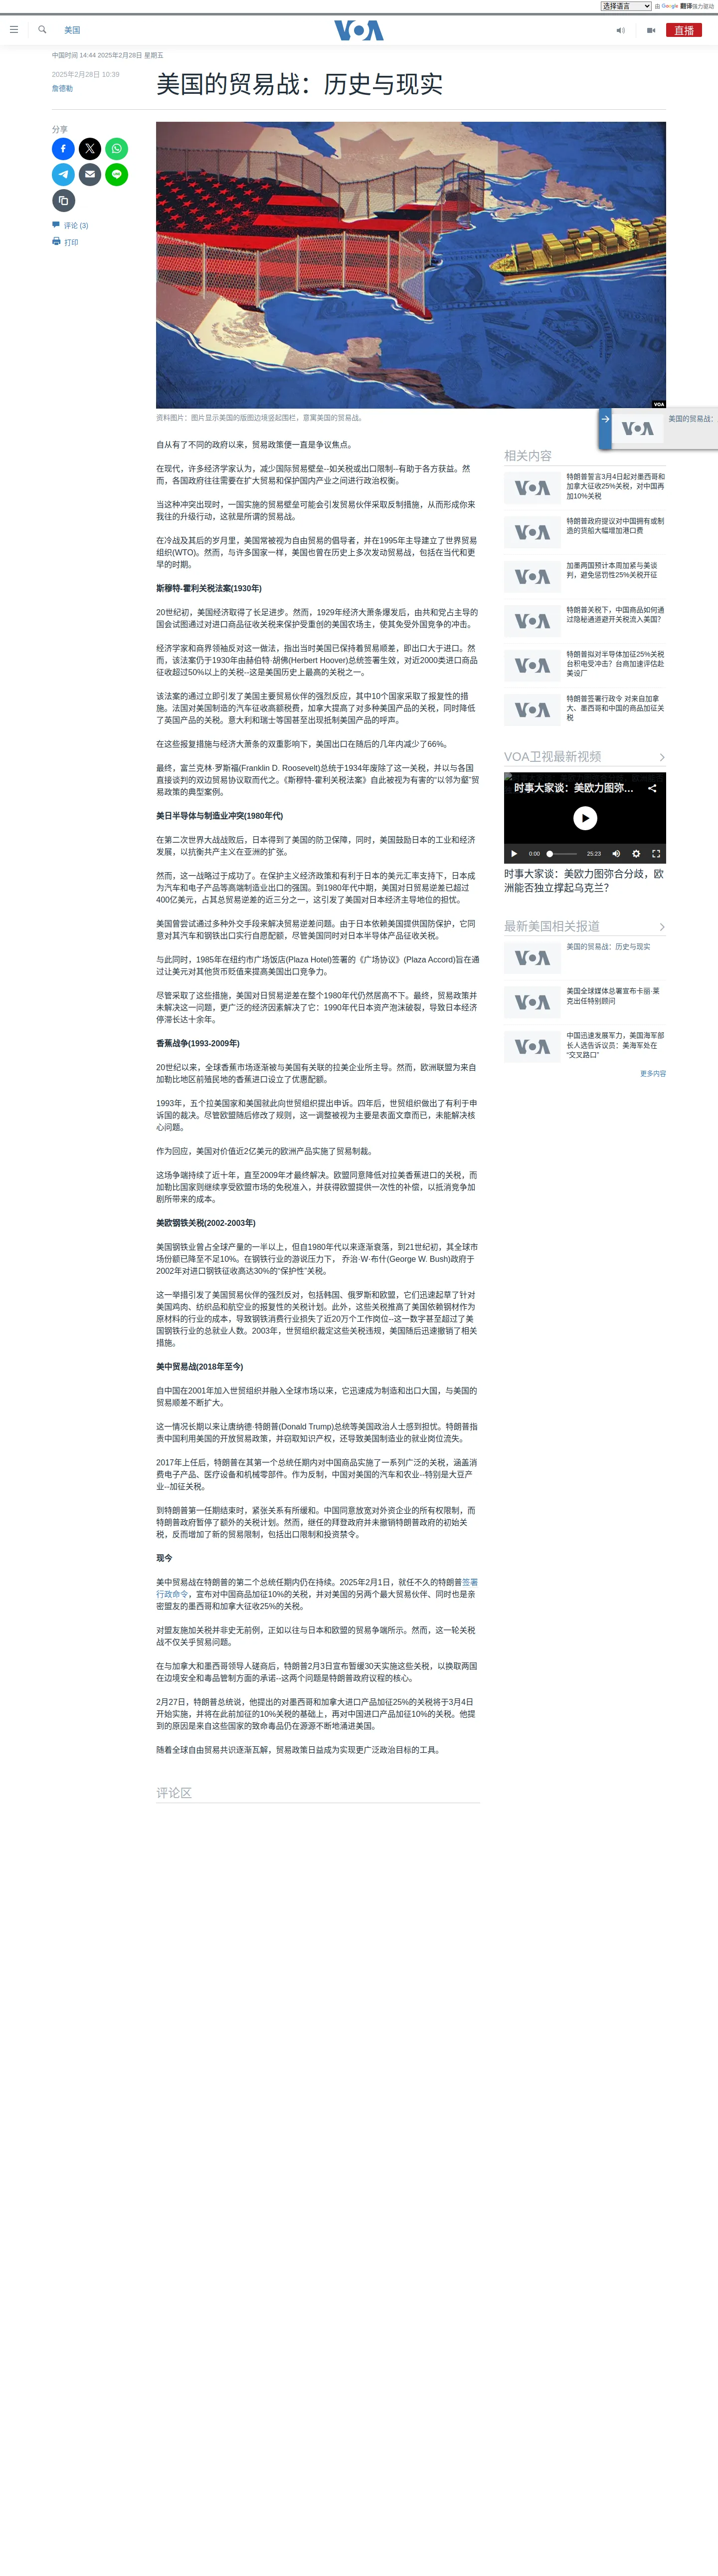 选择语言
由 Google 翻译强力驱动
美国
VOA
直播
中国时间 14:44 2025年2月28日 星期五
2025年2月28日 10:39
詹德勒
美国的贸易战：历史与现实
分享
评论 (3)
打印
VOA
资料图片：图片显示美国的版图边境竖起围栏，意寓美国的贸易战。
自从有了不同的政府以来，贸易政策便一直是争议焦点。
在现代，许多经济学家认为，减少国际贸易壁垒--如关税或出口限制--有助于各方获益。然
而，各国政府往往需要在扩大贸易和保护国内产业之间进行政治权衡。
当这种冲突出现时，一国实施的贸易壁垒可能会引发贸易伙伴采取反制措施，从而形成你来
我往的升级行动，这就是所谓的贸易战。
在冷战及其后的岁月里，美国常被视为自由贸易的倡导者，并在1995年主导建立了世界贸易
组织(WTO)。然而，与许多国家一样，美国也曾在历史上多次发动贸易战，包括在当代和更
早的时期。
斯穆特-霍利关税法案(1930年)
20世纪初，美国经济取得了长足进步。然而，1929年经济大萧条爆发后，由共和党占主导的
国会试图通过对进口商品征收关税来保护受重创的美国农场主，使其免受外国竞争的冲击。
经济学家和商界领袖反对这一做法，指出当时美国已保持着贸易顺差，即出口大于进口。然
而，该法案仍于1930年由赫伯特·胡佛(Herbert Hoover)总统签署生效，对近2000类进口商品
征收超过50%以上的关税--这是美国历史上最高的关税之一。
该法案的通过立即引发了美国主要贸易伙伴的强烈反应，其中10个国家采取了报复性的措
施。法国对美国制造的汽车征收高额税费，加拿大提高了对多种美国产品的关税，同时降低
了英国产品的关税。意大利和瑞士等国甚至出现抵制美国产品的呼声。
在这些报复措施与经济大萧条的双重影响下，美国出口在随后的几年内减少了66%。
最终，富兰克林·罗斯福(Franklin D. Roosevelt)总统于1934年废除了这一关税，并以与各国
直接谈判的双边贸易协议取而代之。《斯穆特-霍利关税法案》自此被视为有害的“以邻为壑”贸
易政策的典型案例。
美日半导体与制造业冲突(1980年代)
在第二次世界大战战败后，日本得到了美国的防卫保障，同时，美国鼓励日本的工业和经济
发展，以抗衡共产主义在亚洲的扩张。
然而，这一战略过于成功了。在保护主义经济政策和有利于日本的美元汇率支持下，日本成
为汽车和电子产品等高端制造业出口的强国。到1980年代中期，美国对日贸易逆差已超过
400亿美元，占其总贸易逆差的近三分之一，这引发了美国对日本经济主导地位的担忧。
美国曾尝试通过多种外交手段来解决贸易逆差问题。由于日本依赖美国提供国防保护，它同
意对其汽车和钢铁出口实行自愿配额，尽管美国同时对日本半导体产品征收关税。
与此同时，1985年在纽约市广场饭店(Plaza Hotel)签署的《广场协议》(Plaza Accord)旨在通
过让美元对其他货币贬值来提高美国出口竞争力。
尽管采取了这些措施，美国对日贸易逆差在整个1980年代仍然居高不下。最终，贸易政策并
未解决这一问题，更广泛的经济因素解决了它：1990年代日本资产泡沫破裂，导致日本经济
停滞长达十余年。
香蕉战争(1993-2009年)
20世纪以来，全球香蕉市场逐渐被与美国有关联的拉美企业所主导。然而，欧洲联盟为来自
加勒比地区前殖民地的香蕉进口设立了优惠配额。
1993年，五个拉美国家和美国就此向世贸组织提出申诉。四年后，世贸组织做出了有利于申
诉国的裁决。尽管欧盟随后修改了规则，这一调整被视为主要是表面文章而已，未能解决核
心问题。
作为回应，美国对价值近2亿美元的欧洲产品实施了贸易制裁。
这场争端持续了近十年，直至2009年才最终解决。欧盟同意降低对拉美香蕉进口的关税，而
加勒比国家则继续享受欧盟市场的免税准入，并获得欧盟提供一次性的补偿，以抵消竞争加
剧所带来的成本。
美欧钢铁关税(2002-2003年)
美国钢铁业曾占全球产量的一半以上，但自1980年代以来逐渐衰落，到21世纪初，其全球市
场份额已降至不足10%。在钢铁行业的游说压力下， 乔治·W·布什(George W. Bush)政府于
2002年对进口钢铁征收高达30%的“保护性”关税。
这一举措引发了美国贸易伙伴的强烈反对，包括韩国、俄罗斯和欧盟，它们迅速起草了针对
美国鸡肉、纺织品和航空业的报复性的关税计划。此外，这些关税推高了美国依赖钢材作为
原材料的行业的成本，导致钢铁消费行业损失了近20万个工作岗位--这一数字甚至超过了美
国钢铁行业的总就业人数。2003年，世贸组织裁定这些关税违规，美国随后迅速撤销了相关
措施。
美中贸易战(2018年至今)
自中国在2001年加入世贸组织并融入全球市场以来，它迅速成为制造和出口大国，与美国的
贸易顺差不断扩大。
这一情况长期以来让唐纳德·特朗普(Donald Trump)总统等美国政治人士感到担忧。特朗普指
责中国利用美国的开放贸易政策，并窃取知识产权，还导致美国制造业的就业岗位流失。
2017年上任后，特朗普在其第一个总统任期内对中国商品实施了一系列广泛的关税，涵盖消
费电子产品、医疗设备和机械零部件。作为反制，中国对美国的汽车和农业--特别是大豆产
业--加征关税。
到特朗普第一任期结束时，紧张关系有所缓和。中国同意放宽对外资企业的所有权限制，而
特朗普政府暂停了额外的关税计划。然而，继任的拜登政府并未撤销特朗普政府的初始关
税，反而增加了新的贸易限制，包括出口限制和投资禁令。
现今
美中贸易战在特朗普的第二个总统任期内仍在持续。2025年2月1日，就任不久的特朗普签署
行政命令，宣布对中国商品加征10%的关税，并对美国的另两个最大贸易伙伴、同时也是亲
密盟友的墨西哥和加拿大征收25%的关税。
对盟友施加关税并非史无前例，正如以往与日本和欧盟的贸易争端所示。然而，这一轮关税
战不仅关乎贸易问题。
在与加拿大和墨西哥领导人磋商后，特朗普2月3日宣布暂缓30天实施这些关税，以换取两国
在边境安全和毒品管制方面的承诺--这两个问题是特朗普政府议程的核心。
2月27日，特朗普总统说，他提出的对墨西哥和加拿大进口产品加征25%的关税将于3月4日
开始实施，并将在此前加征的10%关税的基础上，再对中国进口产品加征10%的关税。他提
到的原因是来自这些国家的致命毒品仍在源源不断地涌进美国。
随着全球自由贸易共识逐渐瓦解，贸易政策日益成为实现更广泛政治目标的工具。
评论区
VOA
美国的贸易战：
相关内容
VOA
特朗普誓言3月4日起对墨西哥和
加拿大征收25%关税，对中国再
加10%关税
VOA
特朗普政府提议对中国拥有或制
造的货船大幅增加港口费
VOA
加墨两国预计本周加紧与美谈
判，避免惩罚性25%关税开征
VOA
特朗普关税下，中国商品如何通
过隐秘通道避开关税流入美国？
VOA
特朗普拟对半导体加征25%关税
台积电受冲击？台商加速评估赴
美设厂
VOA
特朗普签署行政令 对来自加拿
大、墨西哥和中国的商品加征关
税
VOA卫视最新视频
时事大家谈：美欧力图弥…
0:00
25:23
时事大家谈：美欧力图弥合分歧，欧
洲能否独立撑起乌克兰？
最新美国相关报道
VOA
美国的贸易战：历史与现实
VOA
美国全球媒体总署宣布卡丽·莱
克出任特别顾问
VOA
中国迅速发展军力，美国海军部
长人选告诉议员：美海军处在
“交叉路口”
更多内容